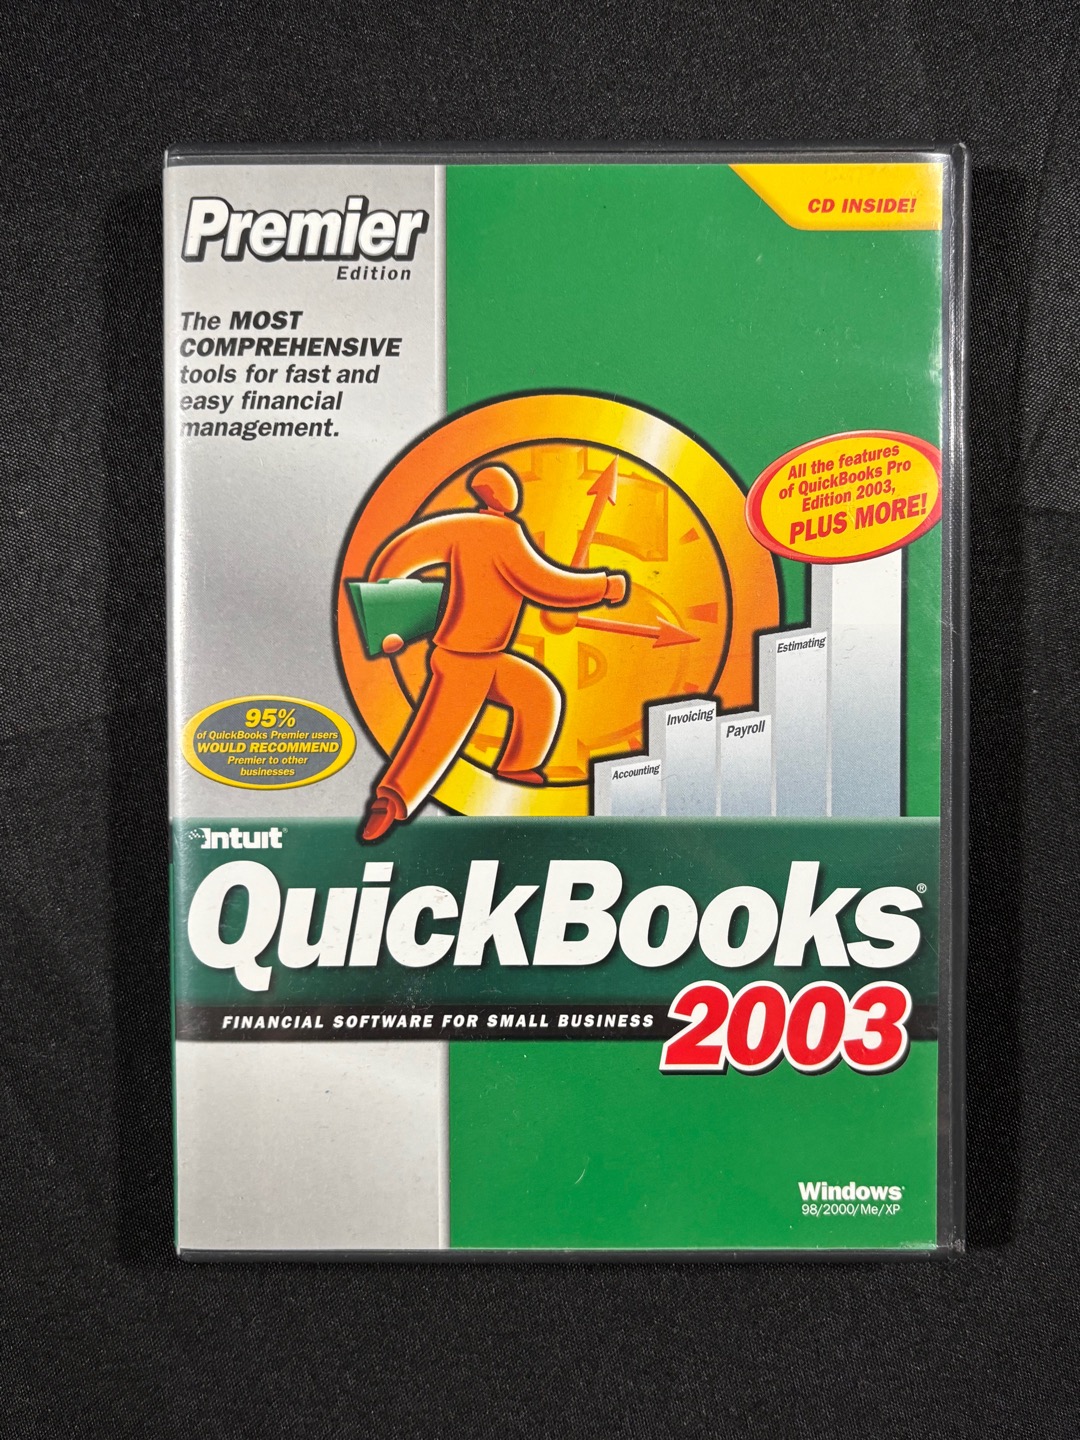 Premier
Edition
CD INSIDE!
The MOST
COMPREHENSIVE
tools for fast and
easy financial
management.
All the features
of QuickBooks Pro
Edition 2003,
PLUS MORE!
Estimating
Invoicing
Payroll
Accounting
95%
of QuickBooks Premier users
WOULD RECOMMEND
Premier to other
businesses
Intuit®
QuickBooks®
FINANCIAL SOFTWARE FOR SMALL BUSINESS
2003
Windows
98/2000/Me/XP